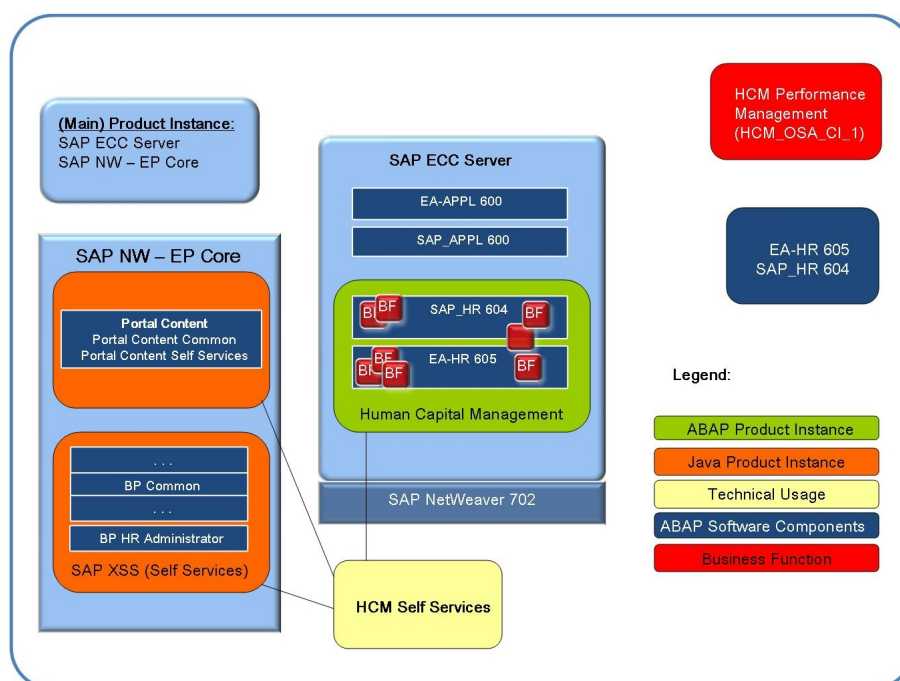 (Main) Product Instance:
SAP ECC Server
SAP NW – EP Core
HCM Performance
Management
(HCM_OSA_CI_1)
SAP ECC Server
EA-APPL 600
SAP_APPL 600
EA-HR 605
SAP_HR 604
SAP NW – EP Core
Portal Content
Portal Content Common
Portal Content Self Services
SAP_HR 604
BF
BF
BF
EA-HR 605
BF
BF
BF
BF
Human Capital Management
Legend:
ABAP Product Instance
Java Product Instance
Technical Usage
ABAP Software Components
Business Function
. . .
BP Common
. . .
BP HR Administrator
SAP XSS (Self Services)
SAP NetWeaver 702
HCM Self Services